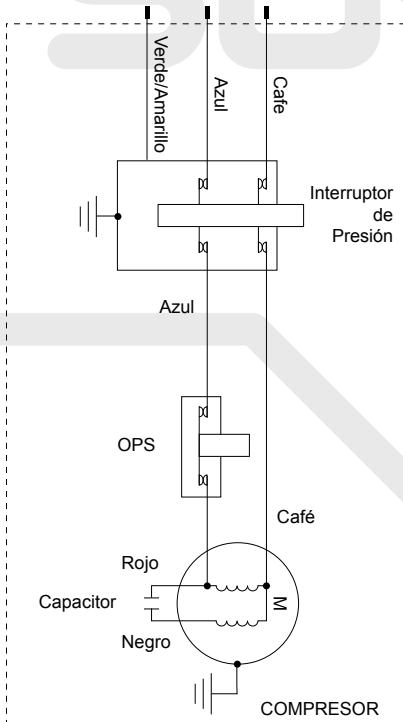 Verde/Amarillo
Azul
Cafe
Interruptor
de
Presión
Azul
OPS
Café
Rojo
Capacitor
M
Negro
COMPRESOR